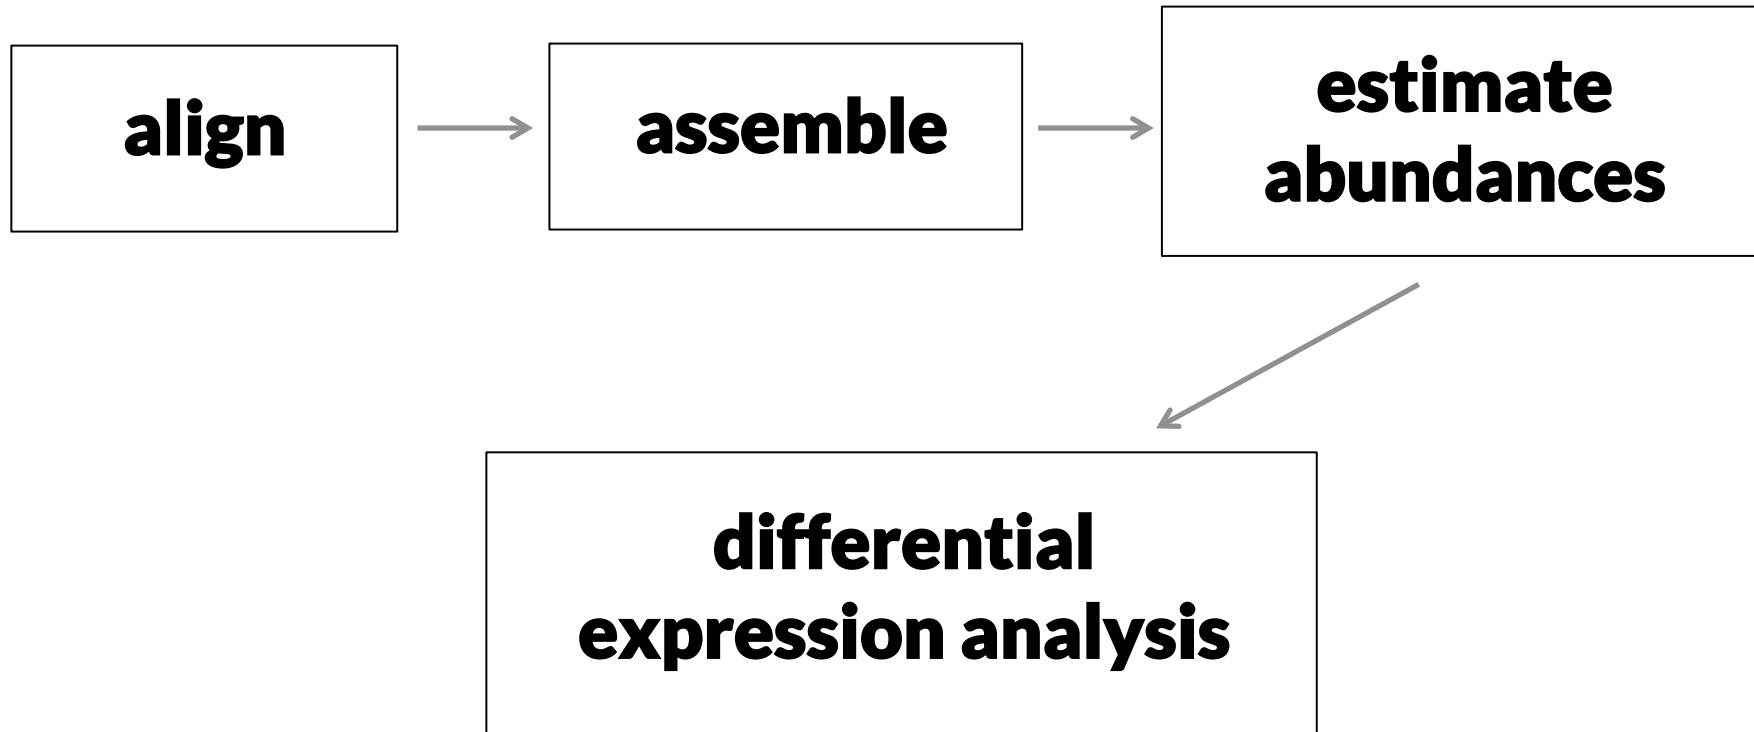 align
assemble
estimate
abundances
differential
expression analysis